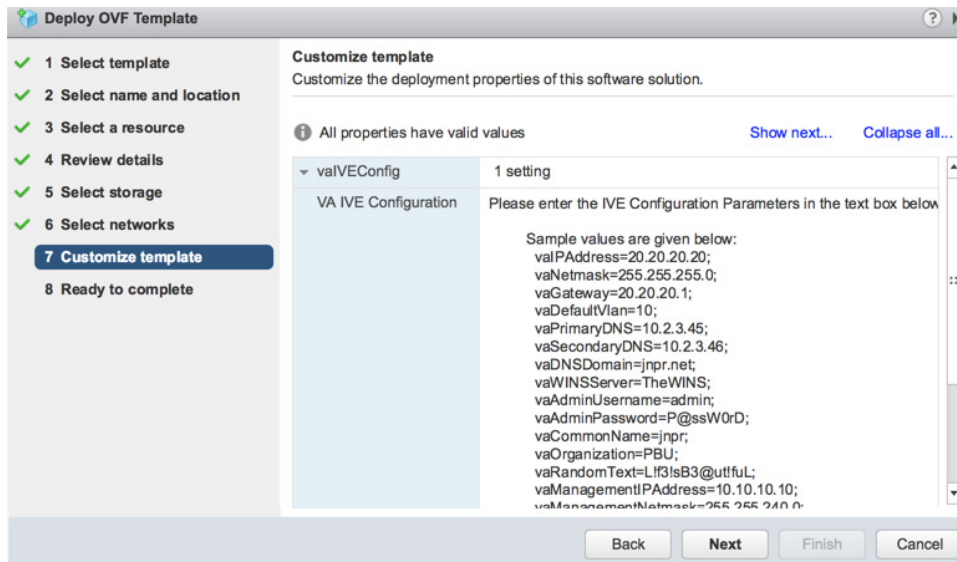 Deploy OVF Template
?
1 Select template
2 Select name and location
3 Select a resource
4 Review details
5 Select storage
6 Select networks
7 Customize template
8 Ready to complete
Customize template
Customize the deployment properties of this software solution.
All properties have valid values
Show next...
Collapse all...
vaIVEConfig
1 setting
VA IVE Configuration
Please enter the IVE Configuration Parameters in the text box below
Sample values are given below:
vaIPAddress=20.20.20.20;
vaNetmask=255.255.255.0;
vaGateway=20.20.20.1;
vaDefaultVlan=10;
vaPrimaryDNS=10.2.3.45;
vaSecondaryDNS=10.2.3.46;
vaDNSDomain=jnpr.net;
vaWINSServer=TheWINS;
vaAdminUsername=admin;
vaAdminPassword=P@ssW0rD;
vaCommonName=jnpr;
vaOrganization=PBU;
vaRandomText=L!f3!sB3@ut!fuL;
vaManagementIPAddress=10.10.10.10;
vaManagementNetmask=255.255.240.0;
Back
Next
Finish
Cancel